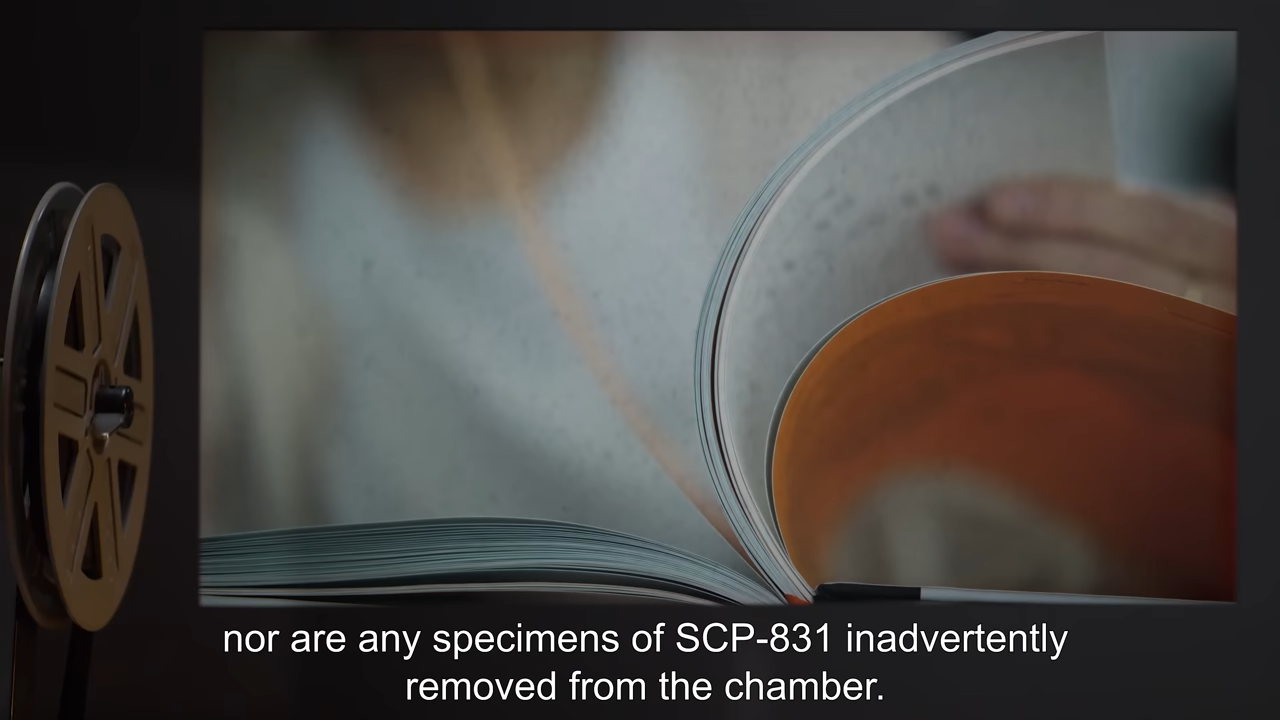 nor are any specimens of SCP-831 inadvertently
removed from the chamber.